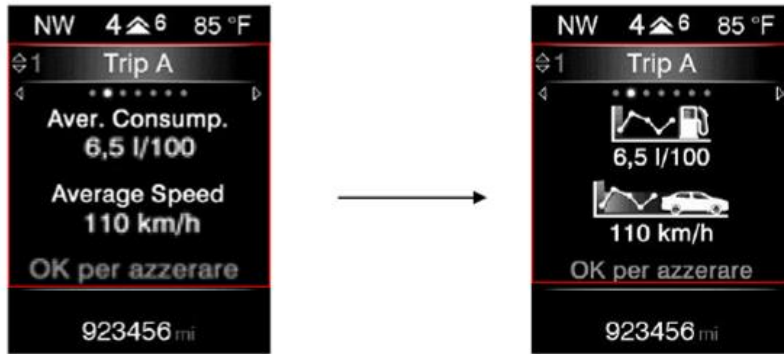 NW 4 6 85 °F
1 Trip A
Aver. Consump.
6,5 l/100
Average Speed
110 km/h
OK per azzerare
923456 mi
NW 4 6 85 °F
1 Trip A
6,5 l/100
110 km/h
OK per azzerare
923456 mi